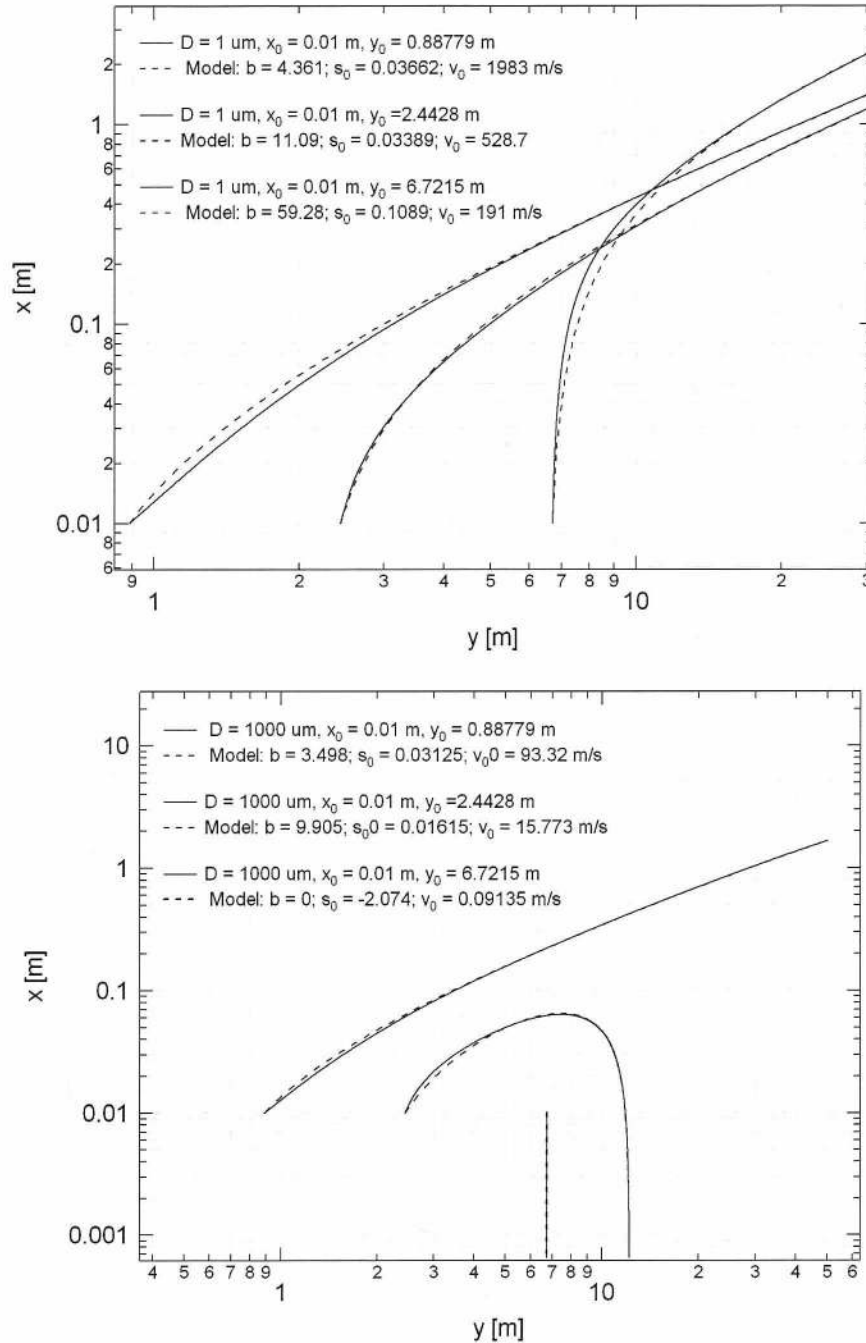 D = 1 um, x₀ = 0.01 m, y₀ = 0.88779 m
Model: b = 4.361; s₀ = 0.03662; v₀ = 1983 m/s
D = 1 um, x₀ = 0.01 m, y₀ =2.4428 m
Model: b = 11.09; s₀ = 0.03389; v₀ = 528.7
D = 1 um, x₀ = 0.01 m, y₀ = 6.7215 m
Model: b = 59.28; s₀ = 0.1089; v₀ = 191 m/s
2
1
8
6
4
2
0.1
8
6
4
2
0.01
8
6
x [m]
9 1 2 3 4 5 6 7 8 9 10 2 3
y [m]
D = 1000 um, x₀ = 0.01 m, y₀ = 0.88779 m
Model: b = 3.498; s₀ = 0.03125; v₀0 = 93.32 m/s
D = 1000 um, x₀ = 0.01 m, y₀ =2.4428 m
Model: b = 9.905; s₀0 = 0.01615; v₀ = 15.773 m/s
D = 1000 um, x₀ = 0.01 m, y₀ = 6.7215 m
Model: b = 0; s₀ = -2.074; v₀ = 0.09135 m/s
10
1
0.1
0.01
0.001
x [m]
4 5 6 7 8 9 1 2 3 4 5 6 7 8 9 10 2 3 4 5 6
y [m]